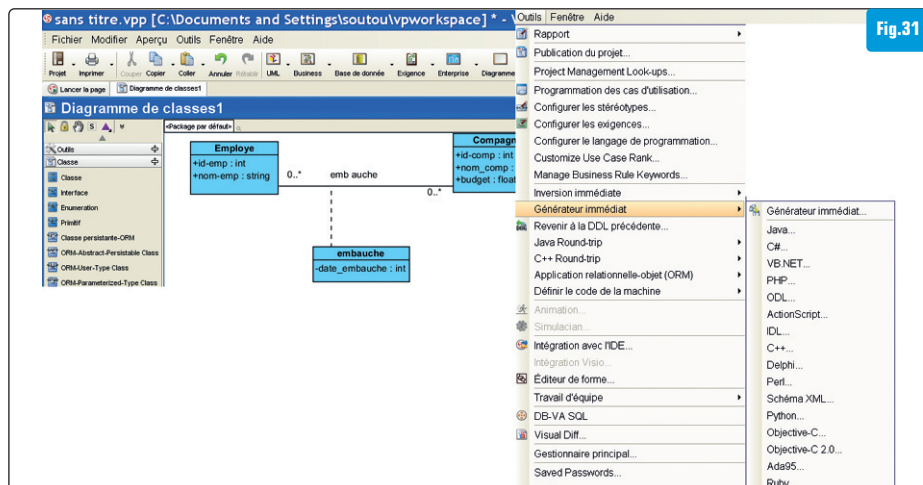 Fig.31
sans titre.vpp [C:\Documents and Settings\soutou\vpworkspace] * -
Fichier Modifier Aperçu Outils Fenêtre Aide
Projet Imprimer Couper Copier Coller Annuler Rétablir UML Business Base de donnée Exigence Enterprise Diagramme
Lancer la page Diagramme de classes1
Diagramme de classes1
<Package par défaut>
Outils
Classe
Classe
Interface
Enumeration
Primitif
Classe persistante-ORM
ORM-Abstract-Persistable Class
ORM-User-Type Class
ORM-Parameterized-Type Class
Employe
+id-emp : int
+nom-emp : string
0..*
emb auche
0..*
Compagn
+id-comp : int
+nom_comp :
+budget : float
embauche
-date_embauche : int
Outils Fenêtre Aide
Rapport
Publication du projet...
Project Management Look-ups...
Programmation des cas d'utilisation...
Configurer les stéréotypes...
Configurer les exigences...
Configurer le langage de programmation...
Customize Use Case Rank...
Manage Business Rule Keywords...
Inversion immédiate
Générateur immédiat
Revenir à la DDL précédente...
Java Round-trip
C++ Round-trip
Application relationnelle-objet (ORM)
Définir le code de la machine
Animation...
Simulacian...
Intégration avec l'IDE...
Intégration Visio...
Éditeur de forme...
Travail d'équipe
DB-VA SQL
Visual Diff...
Gestionnaire principal...
Saved Passwords...
Générateur immédiat...
Java...
C#...
VB.NET...
PHP...
ODL...
ActionScript...
IDL...
C++...
Delphi...
Perl...
Schéma XML...
Python...
Objective-C...
Objective-C 2.0...
Ada95...
Ruby